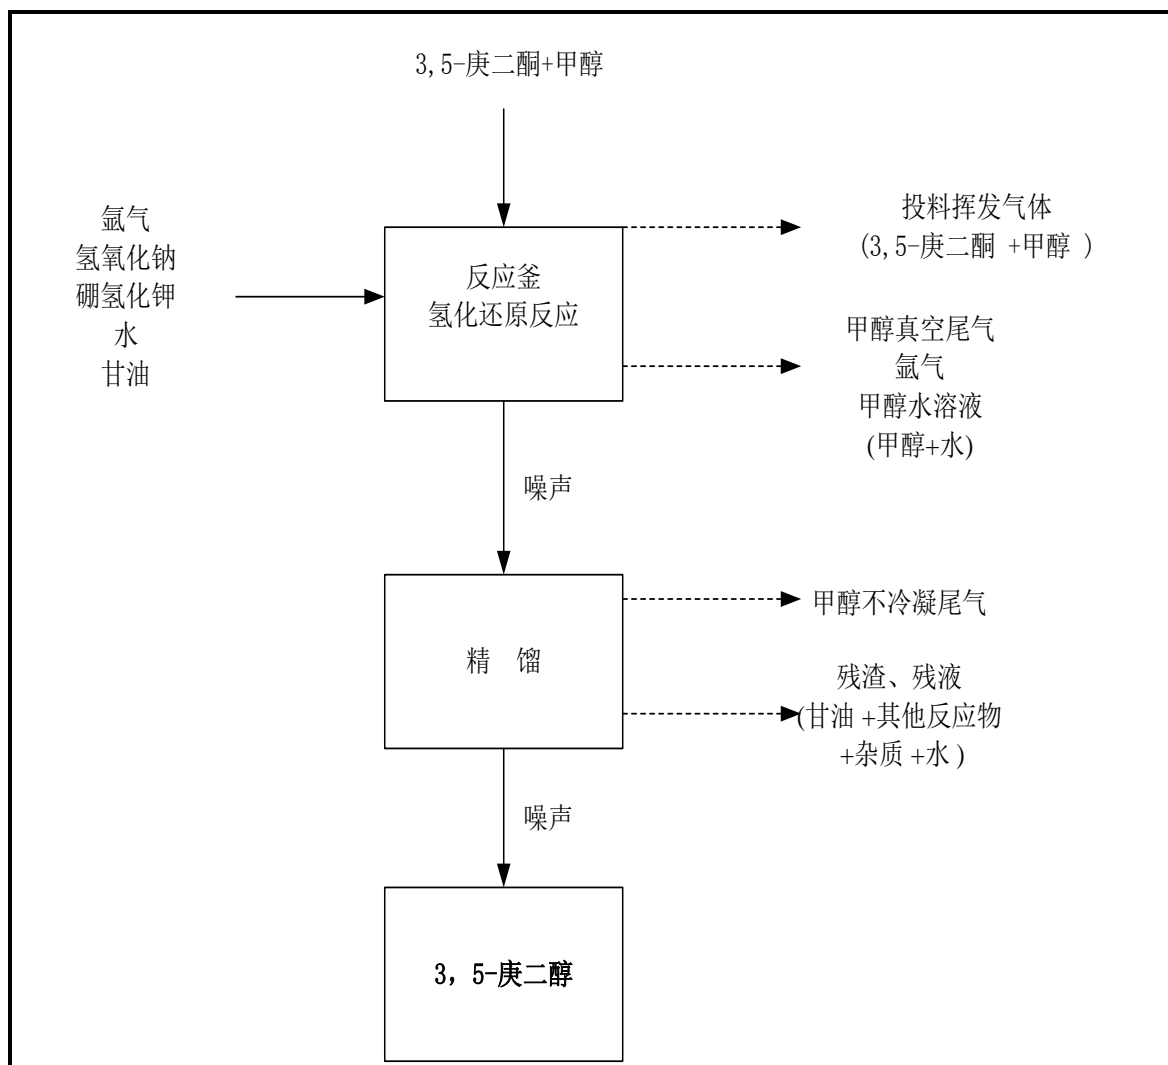 3,5-庚二酮+甲醇
氩气
氢氧化钠
硼氢化钾
水
甘油
反应釜
氢化还原反应
投料挥发气体
(3,5-庚二酮 +甲醇 )
甲醇真空尾气
氩气
甲醇水溶液
(甲醇+水)
噪声
精 馏
甲醇不冷凝尾气
残渣、残液
(甘油 +其他反应物
+杂质 +水 )
噪声
3，5-庚二醇